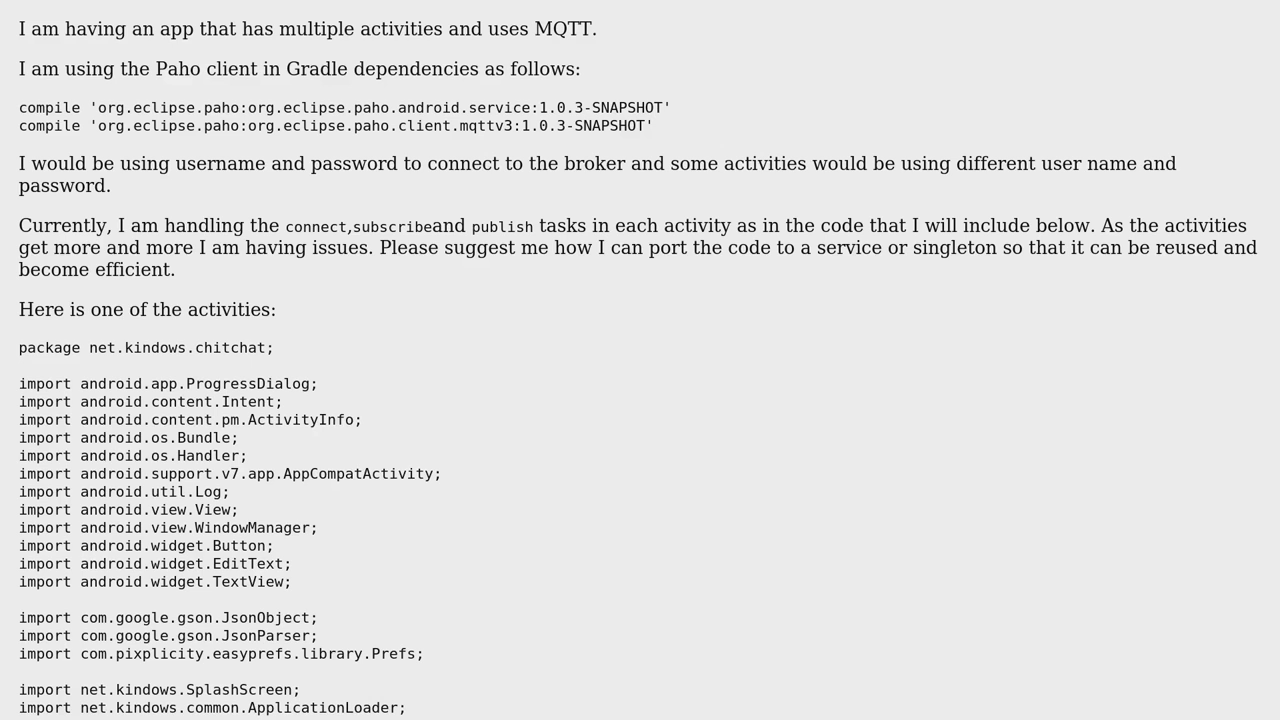 I am having an app that has multiple activities and uses MQTT.
I am using the Paho client in Gradle dependencies as follows:
compile 'org.eclipse.paho:org.eclipse.paho.android.service:1.0.3-SNAPSHOT'
compile 'org.eclipse.paho:org.eclipse.paho.client.mqttv3:1.0.3-SNAPSHOT'
I would be using username and password to connect to the broker and some activities would be using different user name and
password.
Currently, I am handling the connect,subscribeand publish tasks in each activity as in the code that I will include below. As the activities
get more and more I am having issues. Please suggest me how I can port the code to a service or singleton so that it can be reused and
become efficient.
Here is one of the activities:
package net.kindows.chitchat;
import android.app.ProgressDialog;
import android.content.Intent;
import android.content.pm.ActivityInfo;
import android.os.Bundle;
import android.os.Handler;
import android.support.v7.app.AppCompatActivity;
import android.util.Log;
import android.view.View;
import android.view.WindowManager;
import android.widget.Button;
import android.widget.EditText;
import android.widget.TextView;
import com.google.gson.JsonObject;
import com.google.gson.JsonParser;
import com.pixplicity.easyprefs.library.Prefs;
import net.kindows.SplashScreen;
import net.kindows.common.ApplicationLoader;